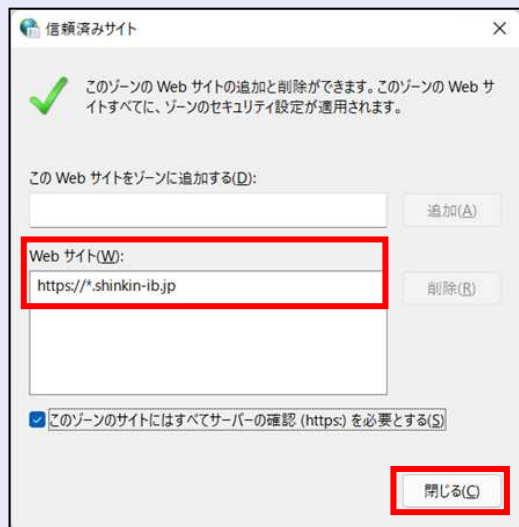 信頼済みサイト
このゾーンの Web サイトの追加と削除ができます。このゾーンの Web サ
イトすべてに、ゾーンのセキュリティ設定が適用されます。
この Web サイトをゾーンに追加する(D):
追加(A)
Web サイト(W):
https://*.shinkin-ib.jp
削除(R)
このゾーンのサイトにはすべてサーバーの確認 (https:) を必要とする(S)
閉じる(C)